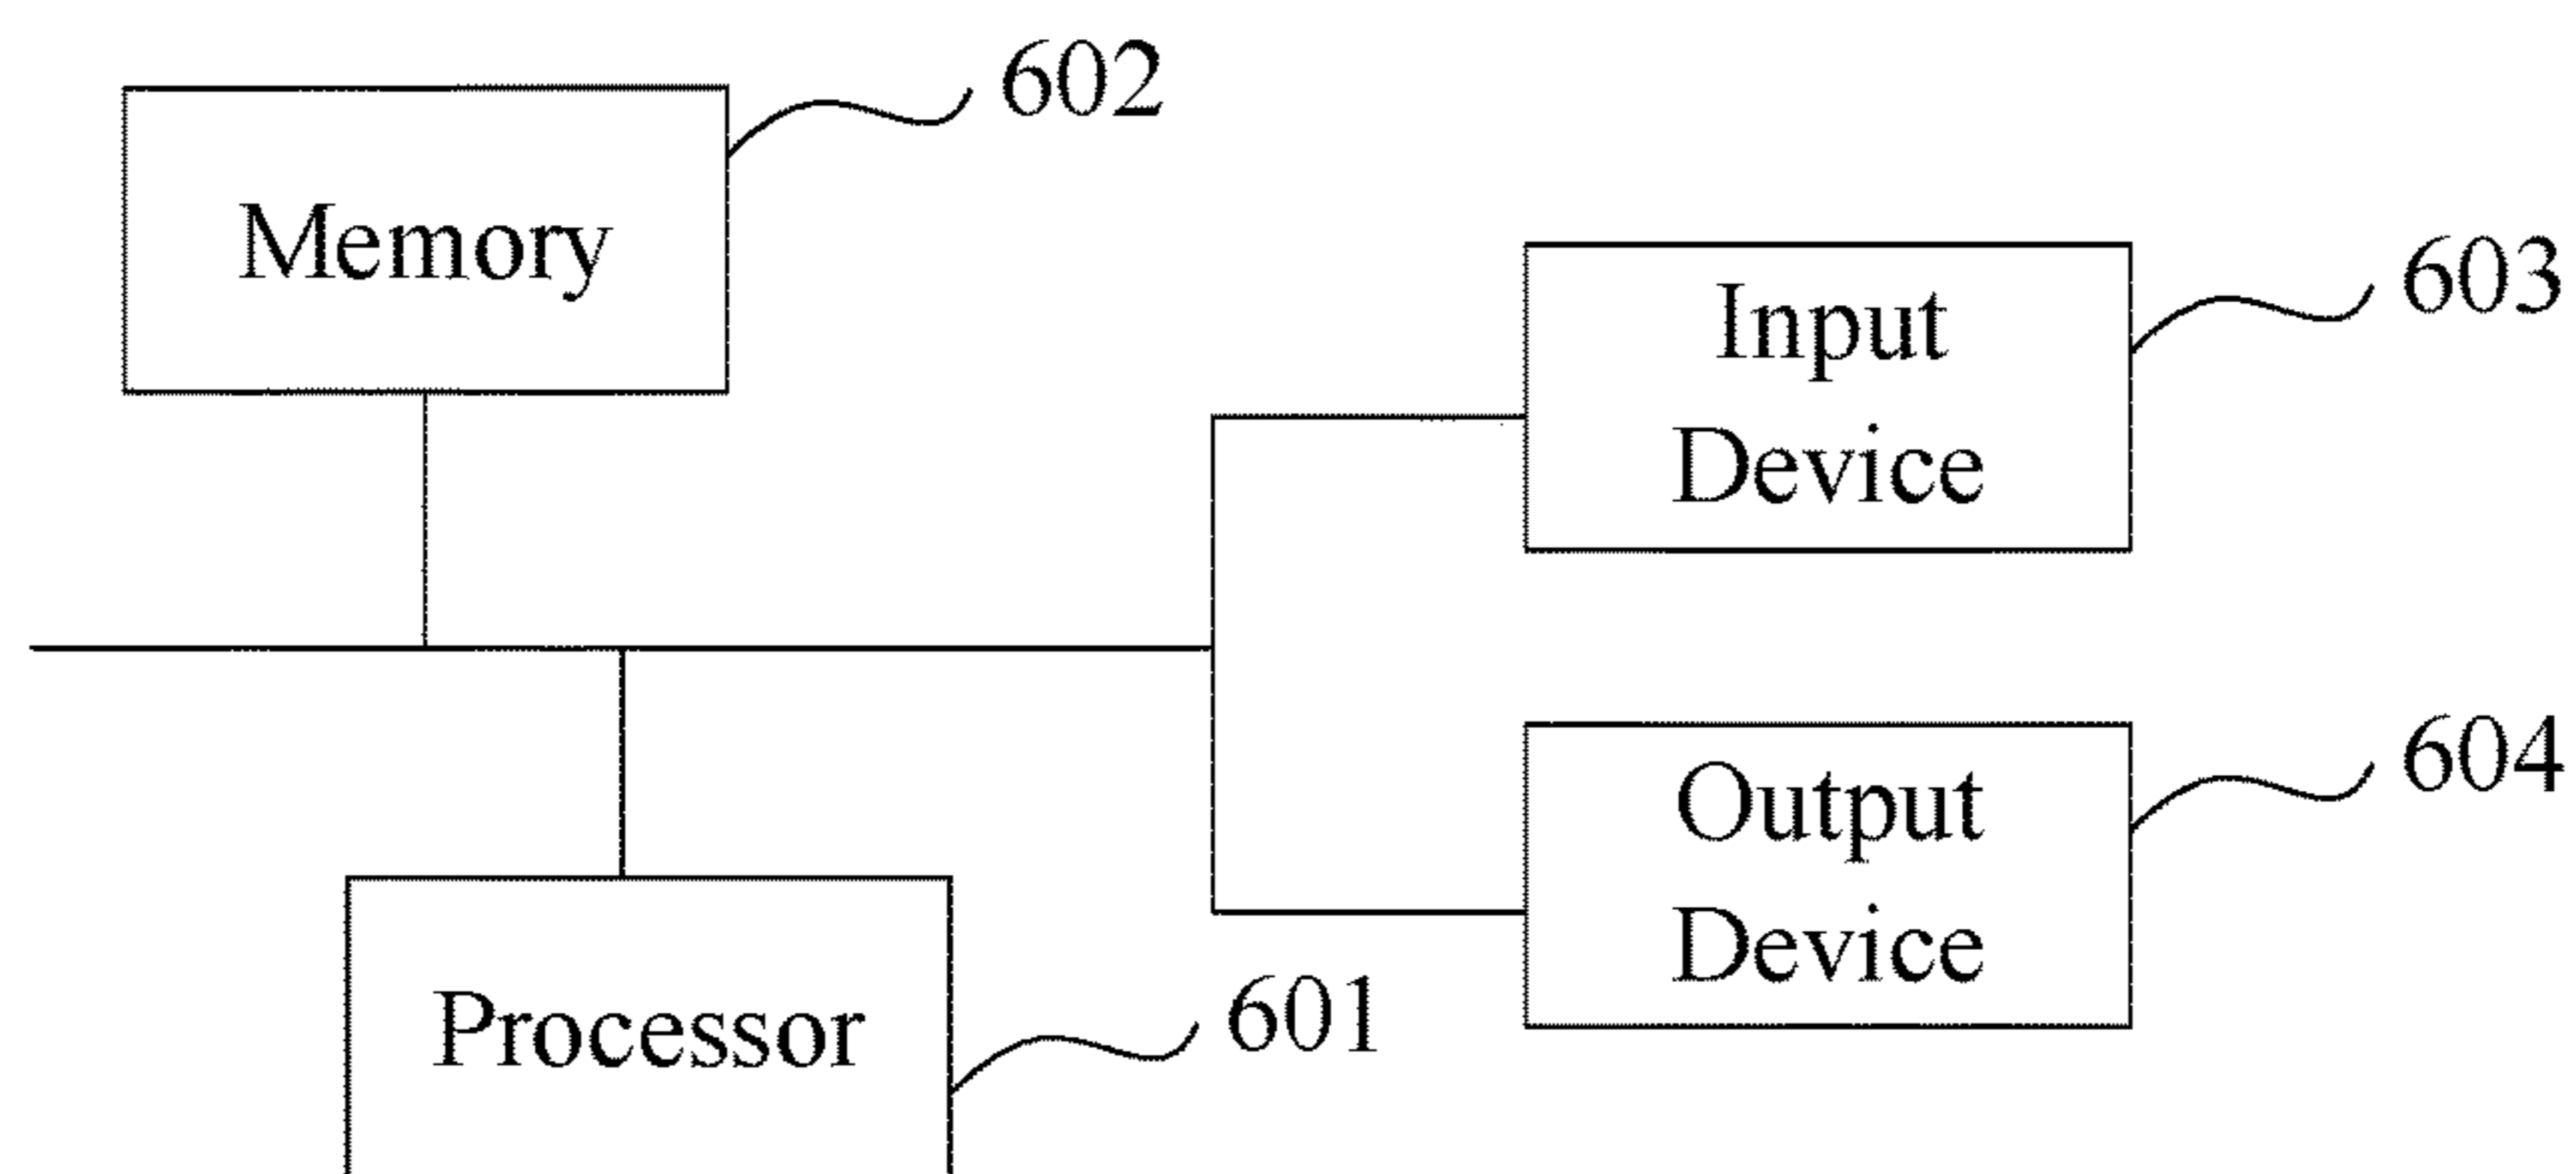 602
Memory
603
Input
Device
604
Output
Device
601
Processor